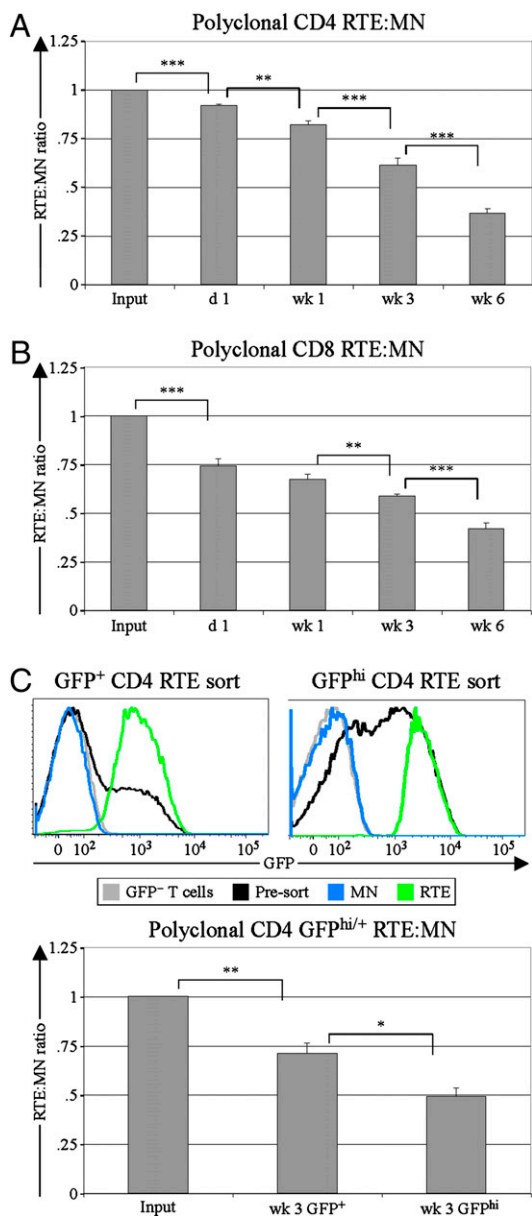 A
Polyclonal CD4 RTE:MN
RTE:MN ratio
1.25
1
.75
.5
.25
0
***
**
***
***
Input d 1 wk 1 wk 3 wk 6
B
Polyclonal CD8 RTE:MN
RTE:MN ratio
1.25
1
.75
.5
.25
0
***
**
***
Input d 1 wk 1 wk 3 wk 6
C
GFP⁺ CD4 RTE sort GFPʰⁱ CD4 RTE sort
0 10² 10³ 10⁴ 10⁵ 0 10² 10³ 10⁴ 10⁵
GFP
GFP⁻ T cells Pre-sort MN RTE
Polyclonal CD4 GFPʰⁱ/⁺ RTE:MN
RTE:MN ratio
1.25
1
.75
.5
.25
0
**
*
Input wk 3 GFP⁺ wk 3 GFPʰⁱ